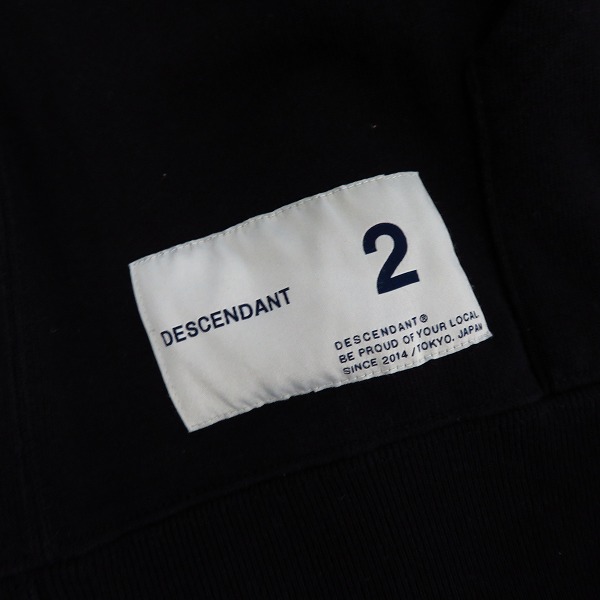 DESCENDANT
2
DESCENDANT®
BE PROUD OF YOUR LOCAL
SINCE 2014 / TOKYO, JAPAN